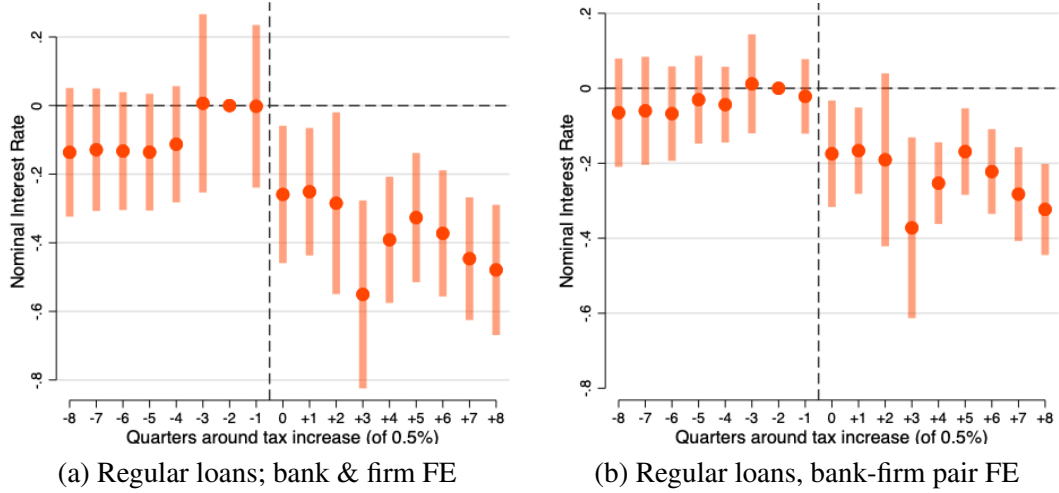 Nominal Interest Rate
.2
0
-.2
-.4
-.6
-.8
-8 -7 -6 -5 -4 -3 -2 -1 0 +1 +2 +3 +4 +5 +6 +7 +8
Quarters around tax increase (of 0.5%)
(a) Regular loans; bank & firm FE
Nominal Interest Rate
.2
0
-.2
-.4
-.6
-.8
-8 -7 -6 -5 -4 -3 -2 -1 0 +1 +2 +3 +4 +5 +6 +7 +8
Quarters around tax increase (of 0.5%)
(b) Regular loans, bank-firm pair FE